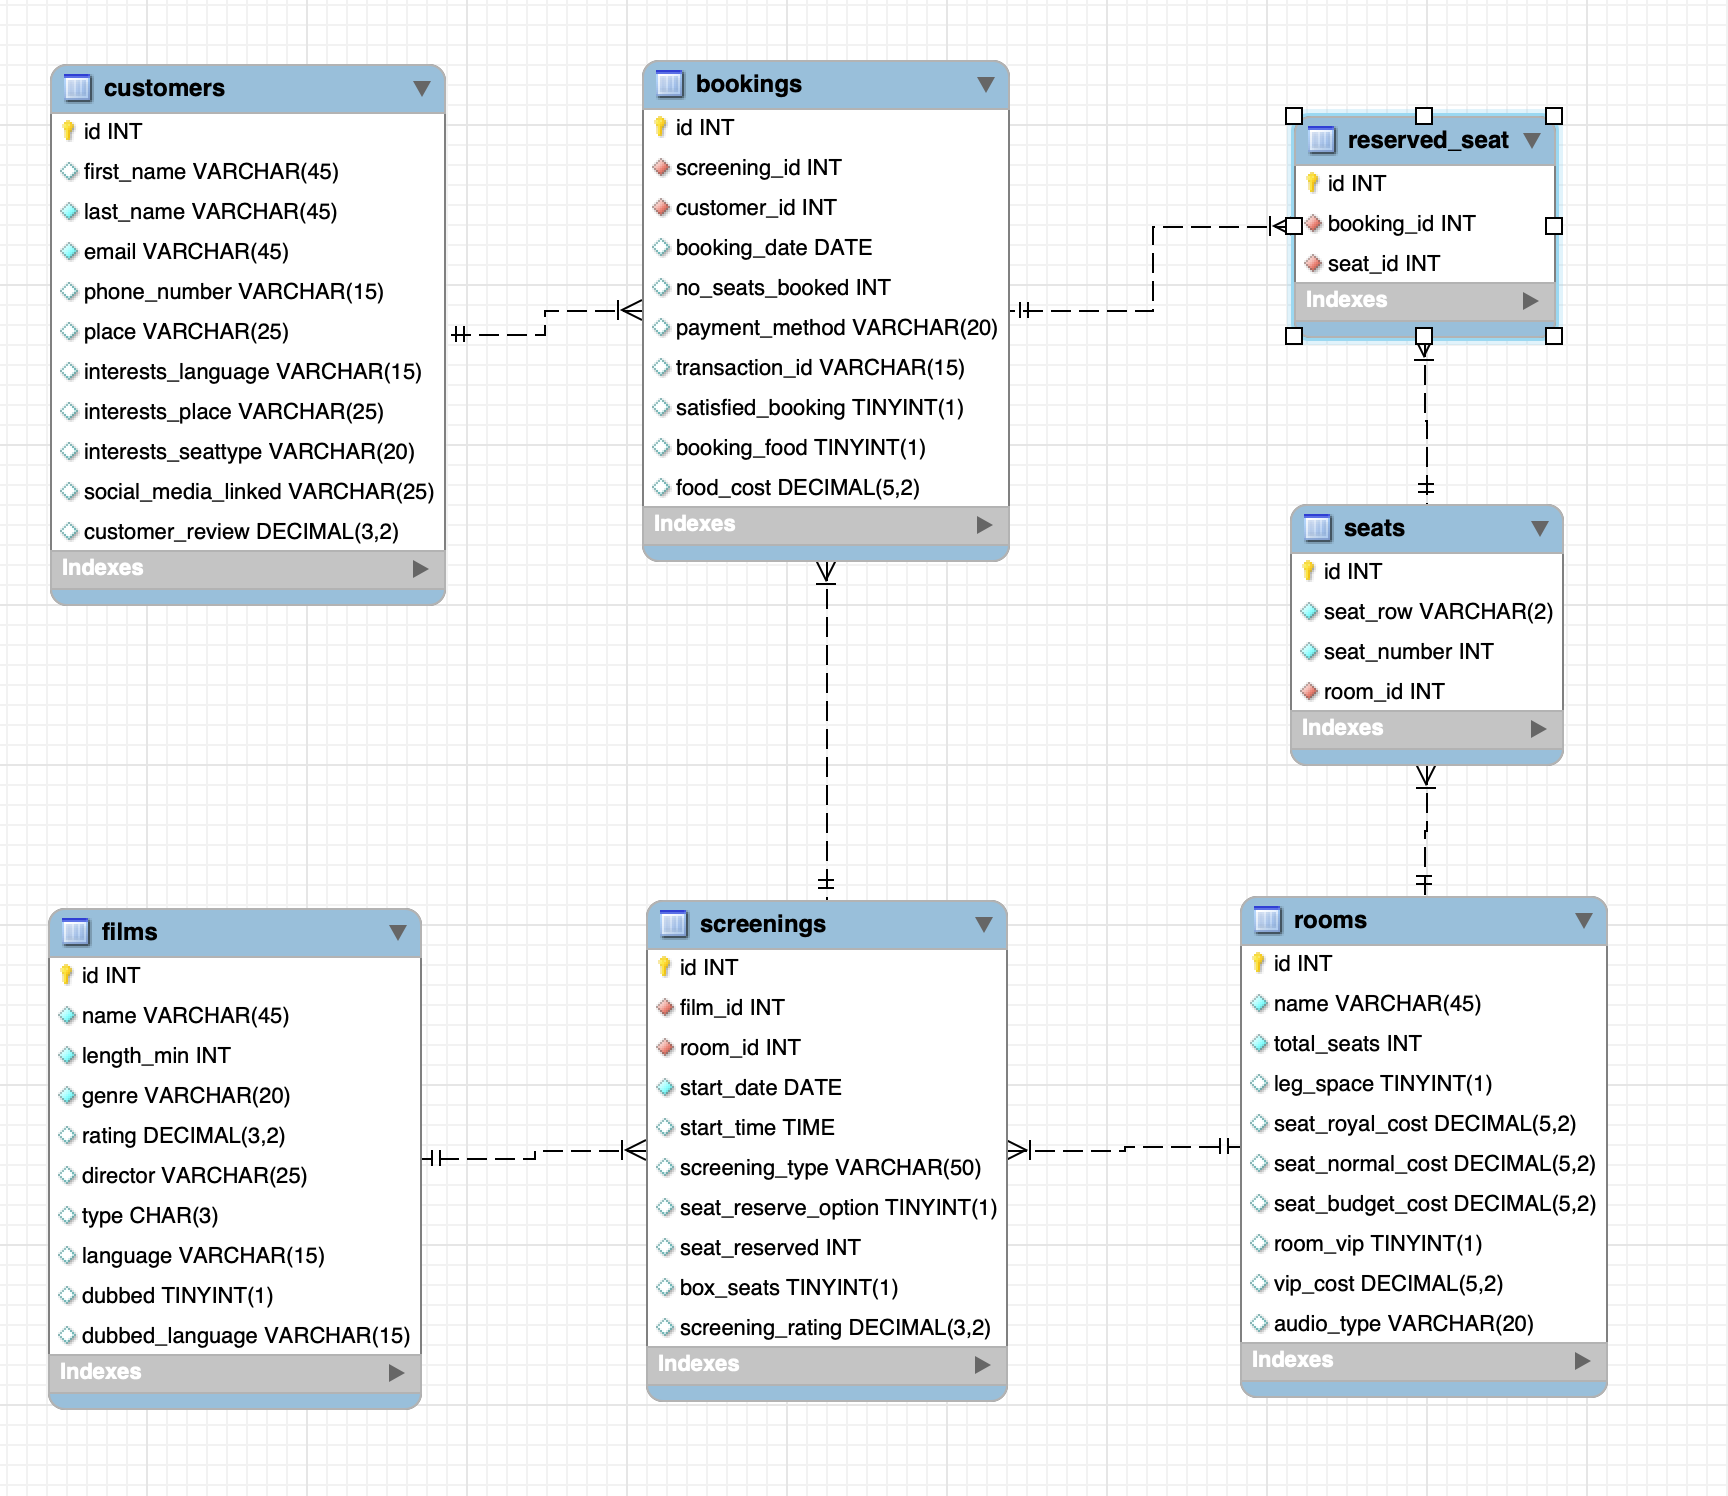 customers
id INT
first_name VARCHAR(45)
last_name VARCHAR(45)
email VARCHAR(45)
phone_number VARCHAR(15)
place VARCHAR(25)
interests_language VARCHAR(15)
interests_place VARCHAR(25)
interests_seattype VARCHAR(20)
social_media_linked VARCHAR(25)
customer_review DECIMAL(3,2)
Indexes
bookings
id INT
screening_id INT
customer_id INT
booking_date DATE
no_seats_booked INT
payment_method VARCHAR(20)
transaction_id VARCHAR(15)
satisfied_booking TINYINT(1)
booking_food TINYINT(1)
food_cost DECIMAL(5,2)
Indexes
reserved_seat
id INT
booking_id INT
seat_id INT
Indexes
seats
id INT
seat_row VARCHAR(2)
seat_number INT
room_id INT
Indexes
films
id INT
name VARCHAR(45)
length_min INT
genre VARCHAR(20)
rating DECIMAL(3,2)
director VARCHAR(25)
type CHAR(3)
language VARCHAR(15)
dubbed TINYINT(1)
dubbed_language VARCHAR(15)
Indexes
screenings
id INT
film_id INT
room_id INT
start_date DATE
start_time TIME
screening_type VARCHAR(50)
seat_reserve_option TINYINT(1)
seat_reserved INT
box_seats TINYINT(1)
screening_rating DECIMAL(3,2)
Indexes
rooms
id INT
name VARCHAR(45)
total_seats INT
leg_space TINYINT(1)
seat_royal_cost DECIMAL(5,2)
seat_normal_cost DECIMAL(5,2)
seat_budget_cost DECIMAL(5,2)
room_vip TINYINT(1)
vip_cost DECIMAL(5,2)
audio_type VARCHAR(20)
Indexes